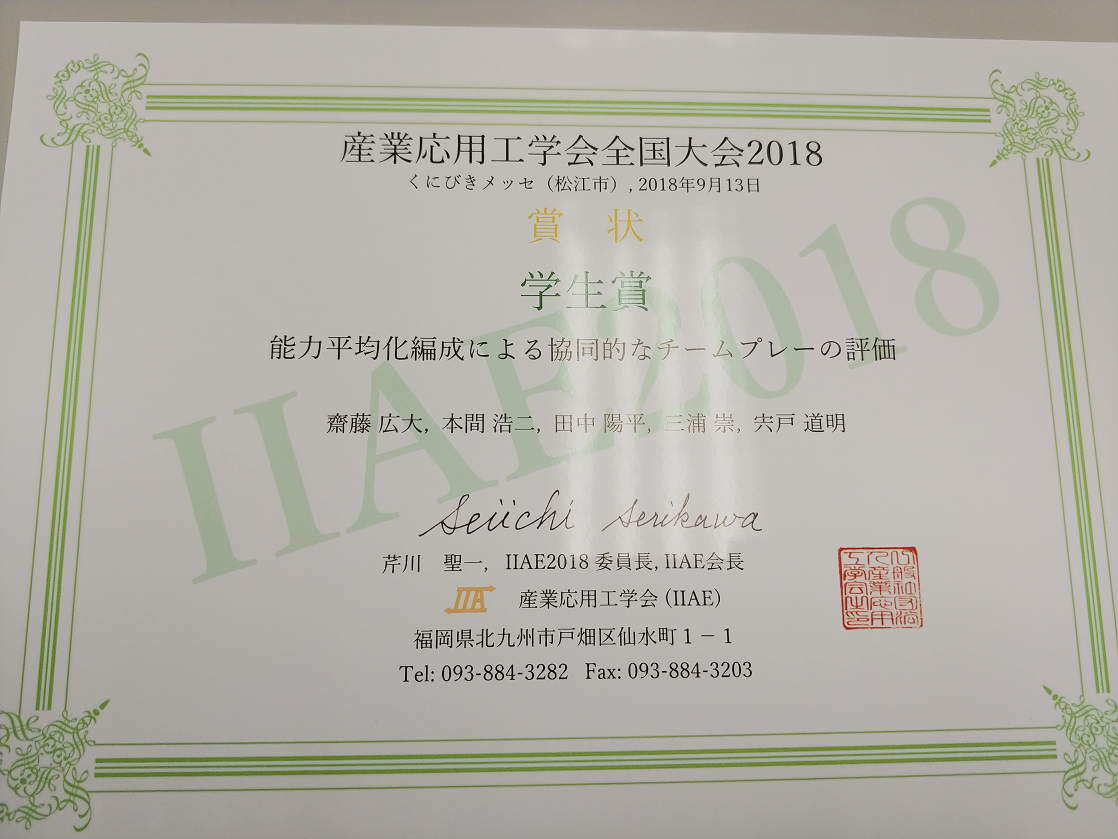 産業応用工学会全国大会2018
くにびきメッセ（松江市）, 2018年9月13日
賞 状
学生賞
能力平均化編成による協同的なチームプレーの評価
齋藤 広大, 本間 浩二, 田中 陽平, 三浦 崇, 宍戸 道明
IIAE2018
Seiichi Serikawa
芹川 聖一, IIAE2018 委員長, IIAE会長
IIA 産業応用工学会 (IIAE)
福岡県北九州市戸畑区仙水町１－１
Tel: 093-884-3282 Fax: 093-884-3203